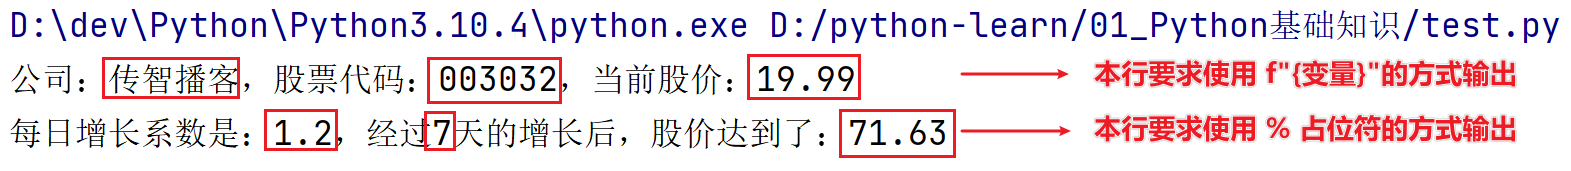 D:\dev\Python\Python3.10.4\python.exe D:/python-learn/01_Python基础知识/test.py
公司：传智播客，股票代码：003032，当前股价：19.99 本行要求使用 f"{变量}"的方式输出
每日增长系数是：1.2，经过7天的增长后，股价达到了：71.63 本行要求使用 % 占位符的方式输出